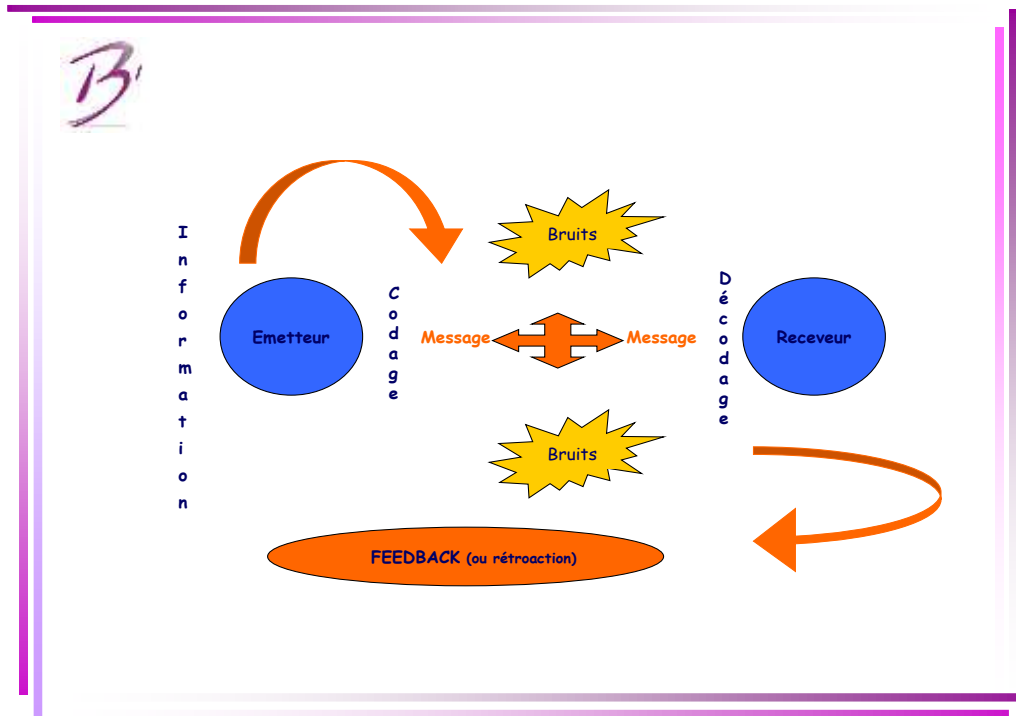 Information
Emetteur
Codage
Bruits
Message
Message
Bruits
Décodage
Receveur
FEEDBACK (ou rétroaction)